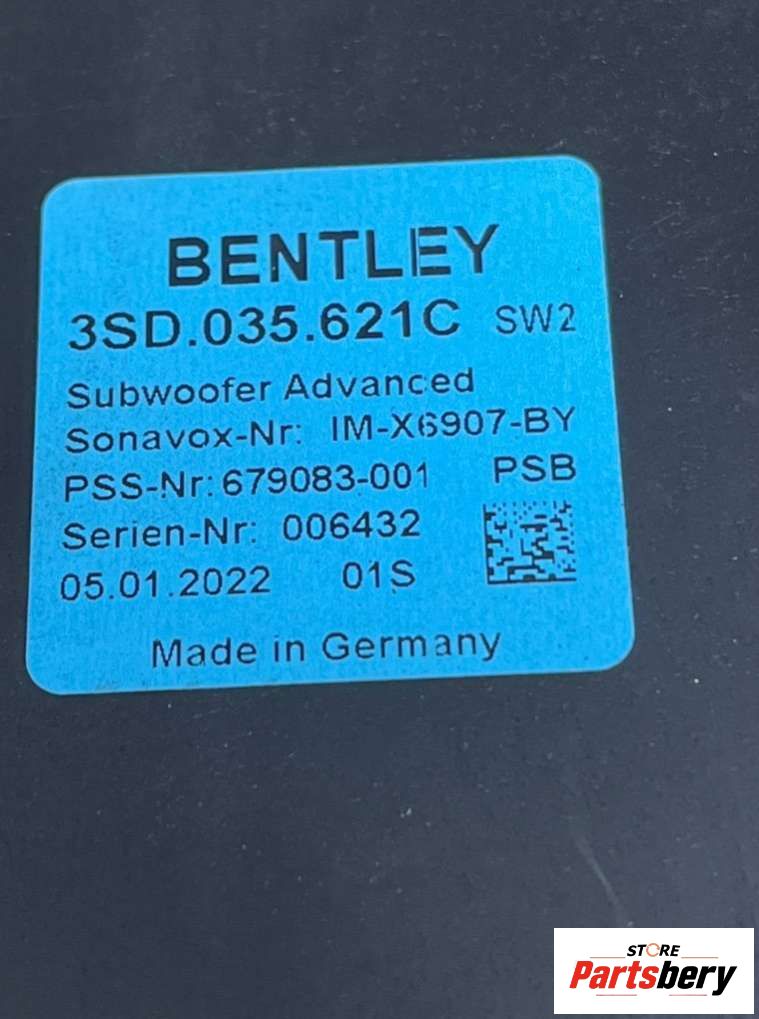 BENTLEY
3SD.035.621C SW2
Subwoofer Advanced
Sonavox-Nr: IM-X6907-BY
PSS-Nr: 679083-001 PSB
Serien-Nr: 006432
05.01.2022 01S
Made in Germany
STORE
Partsbery